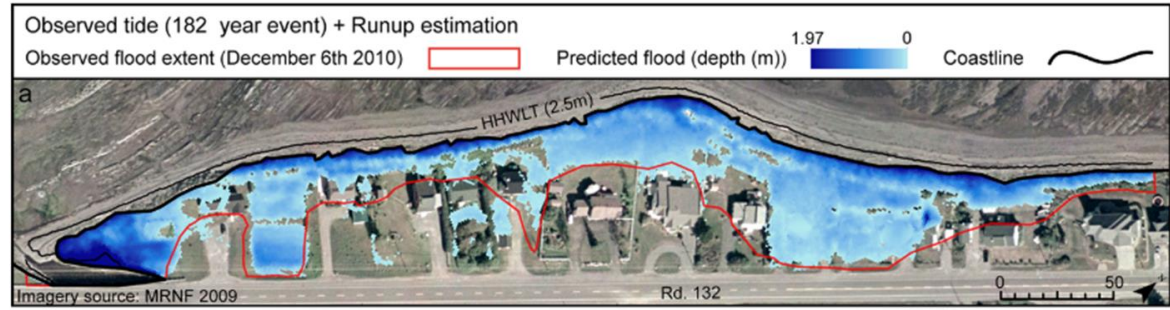 Observed tide (182 year event) + Runup estimation
Observed flood extent (December 6th 2010)
Predicted flood (depth (m))
1.97
0
Coastline
a
HHWLT (2.5m)
Imagery source: MRNF 2009
Rd. 132
0
50